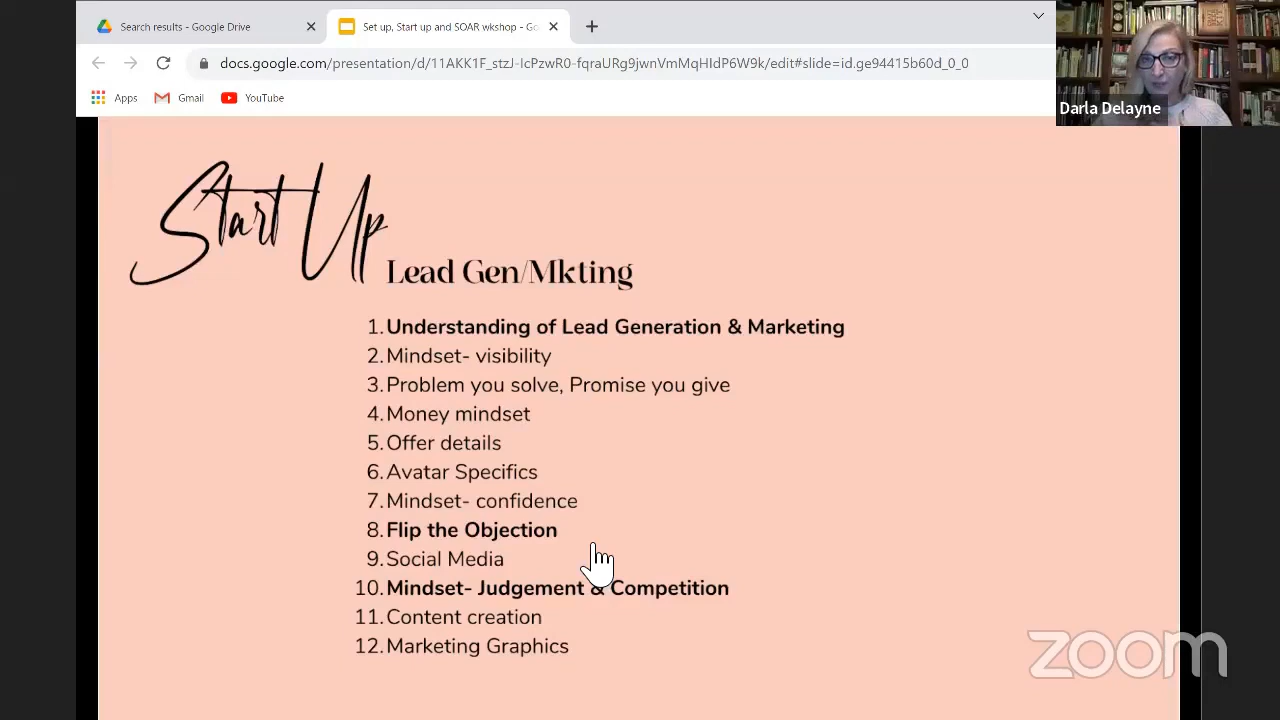 Search results - Google Drive
Set up, Start up and SOAR wkshop - Go
docs.google.com/presentation/d/11AKK1F_stzJ-IcPzwR0-fqraURg9jwnVmMqHIdP6W9k/edit#slide=id.ge94415b60d_0_0
Apps
Gmail
YouTube
Darla Delayne
Start Up
Lead Gen/Mkting
1. Understanding of Lead Generation & Marketing
2. Mindset- visibility
3. Problem you solve, Promise you give
4. Money mindset
5. Offer details
6. Avatar Specifics
7. Mindset- confidence
8. Flip the Objection
9. Social Media
10. Mindset- Judgement & Competition
11. Content creation
12. Marketing Graphics
zoom